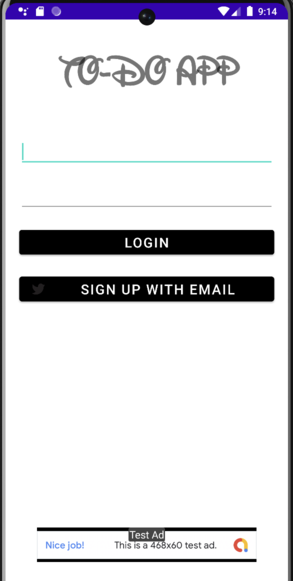 9:14
TO-DO APP
LOGIN
SIGN UP WITH EMAIL
Test Ad
Nice job!
This is a 468x60 test ad.